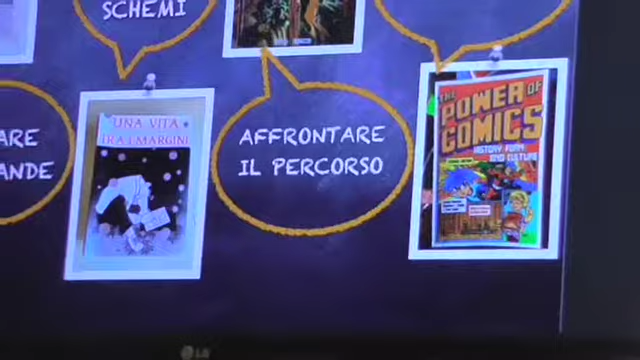 SCHEMI
ARE
ANDE
UNA VITA
TRA I MARGINI
AFFRONTARE
IL PERCORSO
THE
POWER OF
COMICS
HISTORY, FORM
AND CULTURE
LG